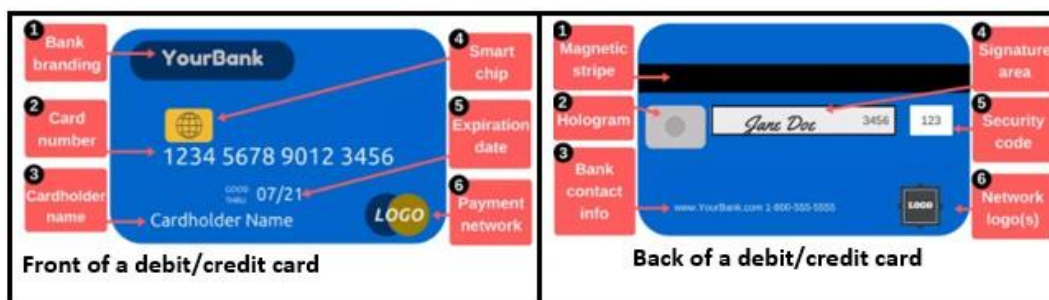 1
Bank
branding
YourBank
4
Smart
chip
2
Card
number
1234 5678 9012 3456
5
Expiration
date
3
Cardholder
name
GOOD
THRU
07/21
Cardholder Name
LOGO
6
Payment
network
Front of a debit/credit card
1
Magnetic
stripe
4
Signature
area
2
Hologram
Jane Doe
3456
123
5
Security
code
3
Bank
contact
info
www.YourBank.com 1-800-555-5555
LOGO
6
Network
logo(s)
Back of a debit/credit card